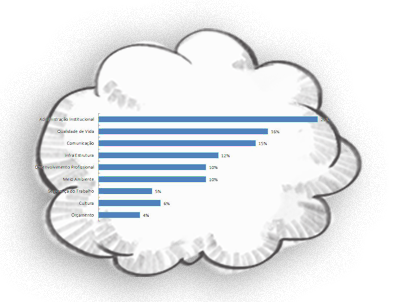 Administração Institucional
Qualidade de Vida 16%
Comunicação 15%
Infraestrutura 12%
Desenvolvimento Profissional 10%
Meio Ambiente 10%
do Trabalho 5%
Cultura 6%
Orçamento 4%